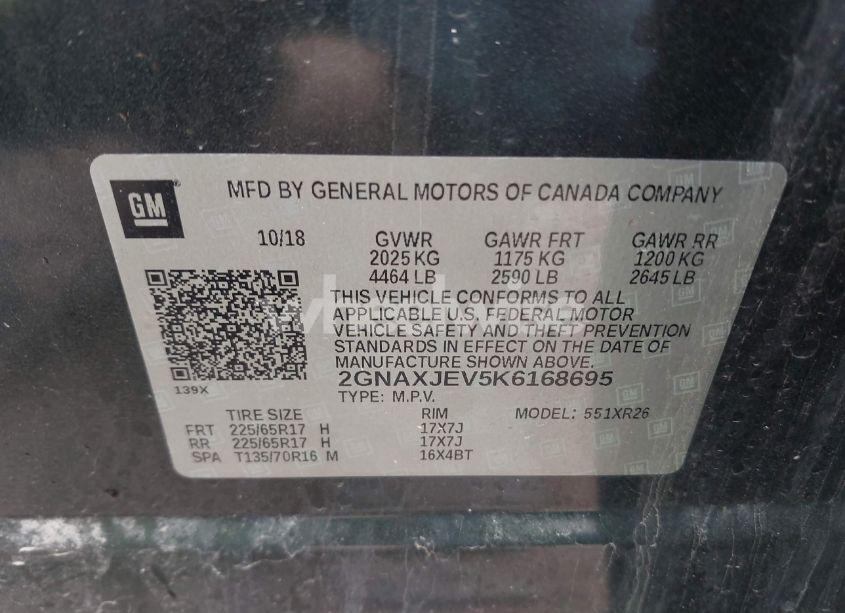 GM
MFD BY GENERAL MOTORS OF CANADA COMPANY
10/18 GVWR GAWR FRT GAWR RR
2025 KG 1175 KG 1200 KG
4464 LB 2590 LB 2645 LB
THIS VEHICLE CONFORMS TO ALL
APPLICABLE U.S. FEDERAL MOTOR
VEHICLE SAFETY AND THEFT PREVENTION
STANDARDS IN EFFECT ON THE DATE OF
MANUFACTURE SHOWN ABOVE.
139X
2GNAXJEV5K6168695
TYPE: M.P.V.
TIRE SIZE RIM MODEL: 551XR26
FRT 225/65R17 H 17X7J
RR 225/65R17 H 17X7J
SPA T135/70R16 M 16X4BT